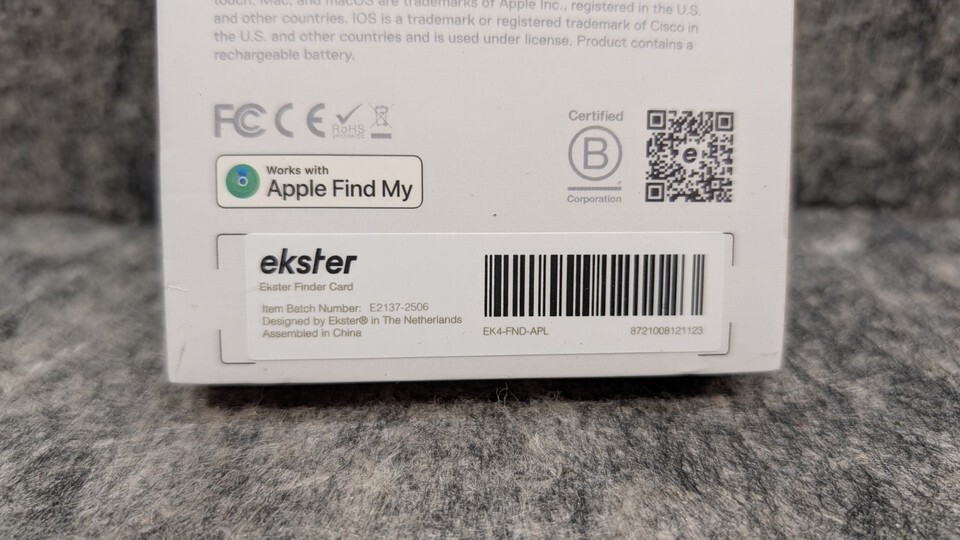 touch, Mac, and macOS are trademarks of Apple Inc., registered in the U.S.
and other countries. IOS is a trademark or registered trademark of Cisco in
the U.S. and other countries and is used under license. Product contains a
rechargeable battery.
FC CE RoHS
Certified
B
Corporation
e
Works with
Apple Find My
ekster
Ekster Finder Card
Item Batch Number: E2137-2506
Designed by Ekster® in The Netherlands
Assembled in China
EK4-FND-APL 8721008121123